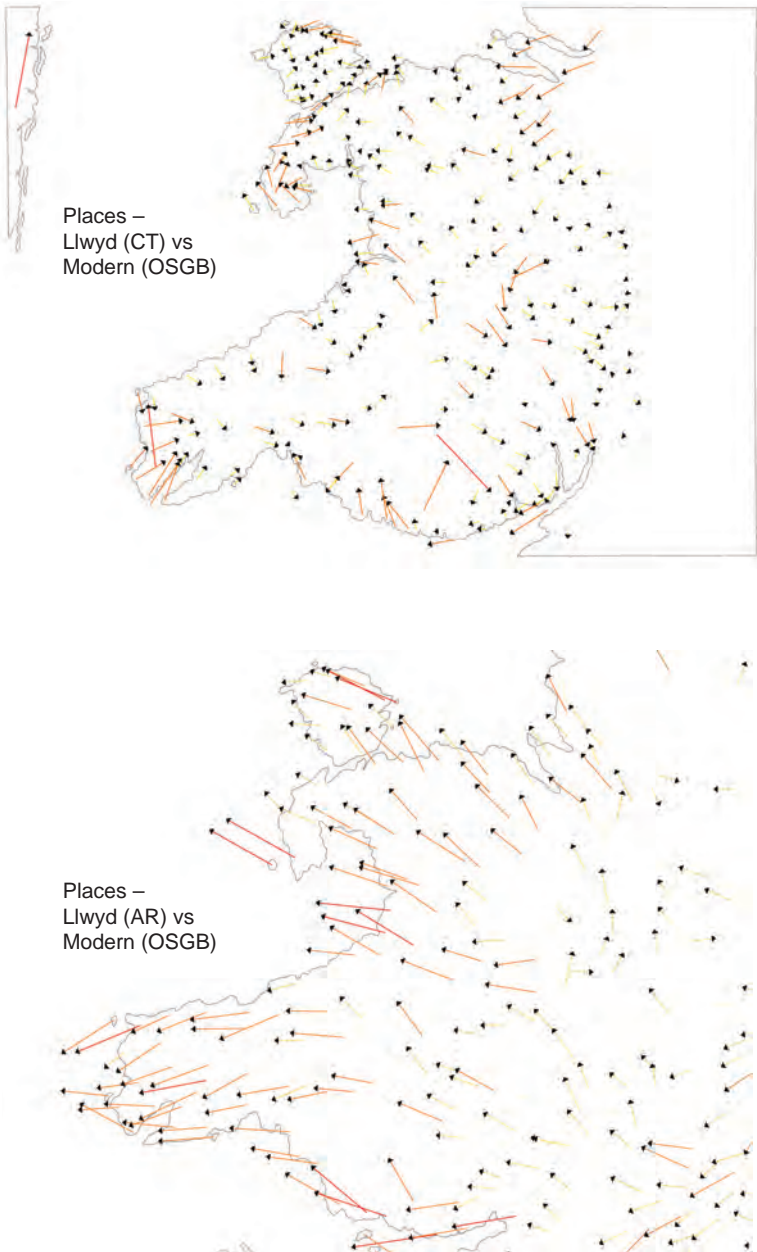 Places –
Llwyd (CT) vs
Modern (OSGB)
Places –
Llwyd (AR) vs
Modern (OSGB)